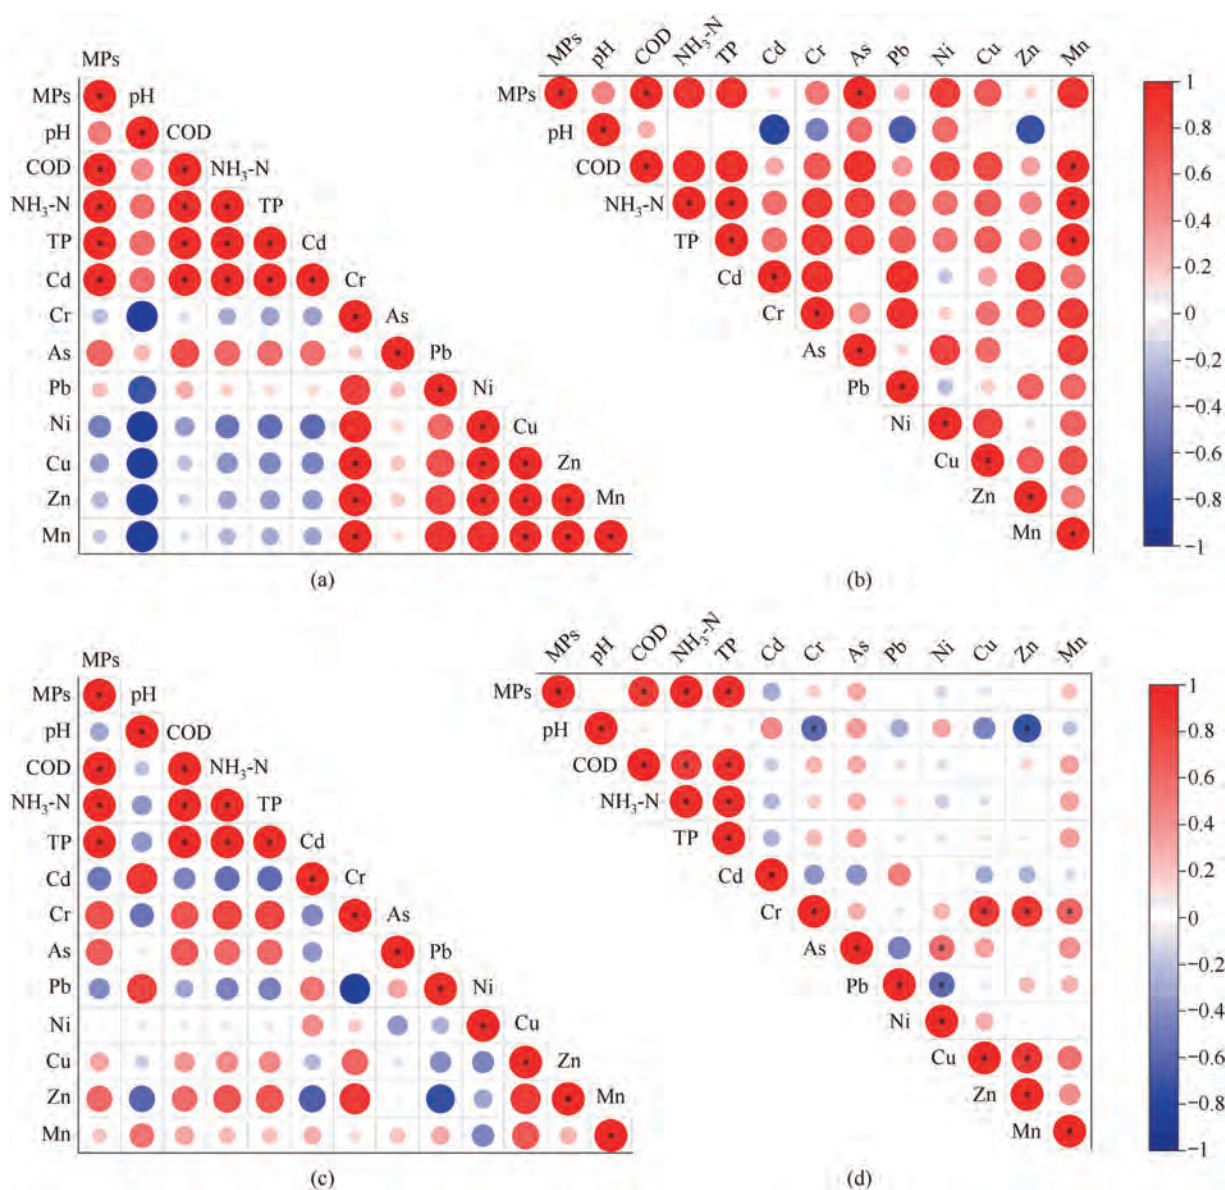 MPs pH COD NH3-N TP Cd Cr As Pb Ni Cu Zn Mn
MPs
MPs * pH
pH * COD
COD * * NH3-N
NH3-N * * * TP
TP * * * * Cd
Cd * * * * * Cr
Cr * As
As * Pb
Pb * Ni
Ni * Cu
Cu * * * Zn
Zn * * * * Mn
Mn * * * *
(a)
MPs * * *
pH *
COD * *
NH3-N * * *
TP * *
Cd *
Cr *
As *
Pb *
Ni *
Cu *
Zn *
Mn *
(b)
1
0.8
0.6
0.4
0.2
0
−0.2
−0.4
−0.6
−0.8
−1
MPs
MPs * pH
pH * COD
COD * * NH3-N
NH3-N * * * TP
TP * * * * Cd
Cd * Cr
Cr * As
As * Pb
Pb * Ni
Ni * Cu
Cu * Zn
Zn * Mn
Mn *
(c)
MPs pH COD NH3-N TP Cd Cr As Pb Ni Cu Zn Mn
MPs * * * *
pH * * *
COD * * *
NH3-N * *
TP *
Cd *
Cr * * * *
As * *
Pb * *
Ni *
Cu * *
Zn *
Mn *
(d)
1
0.8
0.6
0.4
0.2
0
−0.2
−0.4
−0.6
−0.8
−1